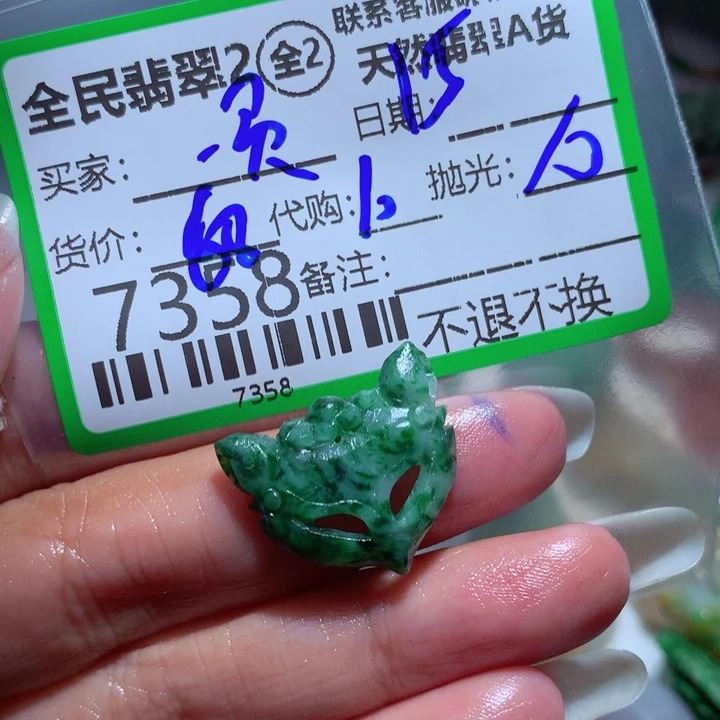 联系客服
全民翡翠2 全2 天然翡翠A货
买家： 日期：15
货价： 代购： 抛光：
7358 备注：
不退不换
7358